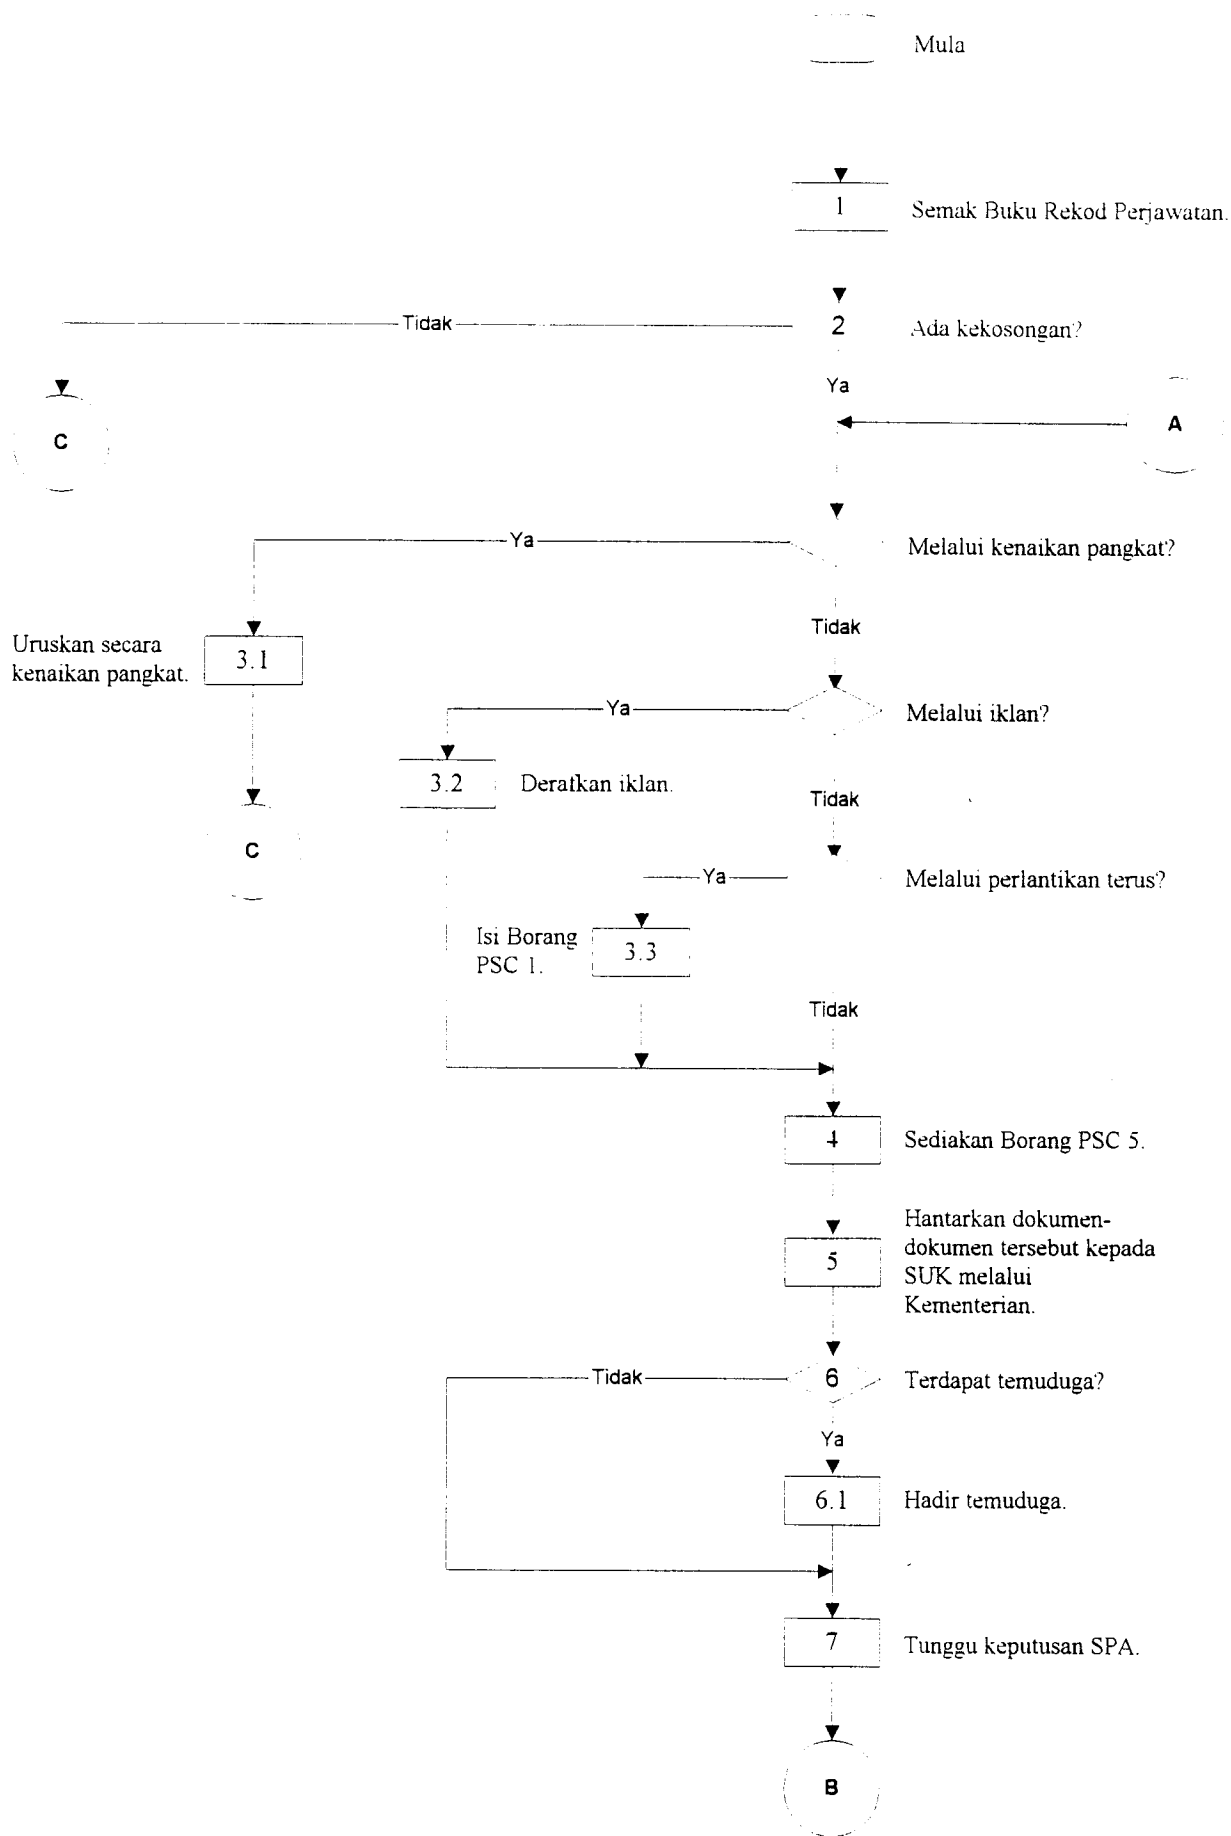 Mula
1
Semak Buku Rekod Perjawatan.
Tidak
2
Ada kekosongan?
Ya
C
A
Ya
Melalui kenaikan pangkat?
Tidak
Uruskan secara
kenaikan pangkat.
3.1
Ya
Melalui iklan?
3.2
Deratkan iklan.
Tidak
C
Ya
Melalui perlantikan terus?
Isi Borang
PSC 1.
3.3
Tidak
4
Sediakan Borang PSC 5.
Hantarkan dokumen-
dokumen tersebut kepada
SUK melalui
Kementerian.
5
Tidak
6
Terdapat temuduga?
Ya
6.1
Hadir temuduga.
7
Tunggu keputusan SPA.
B